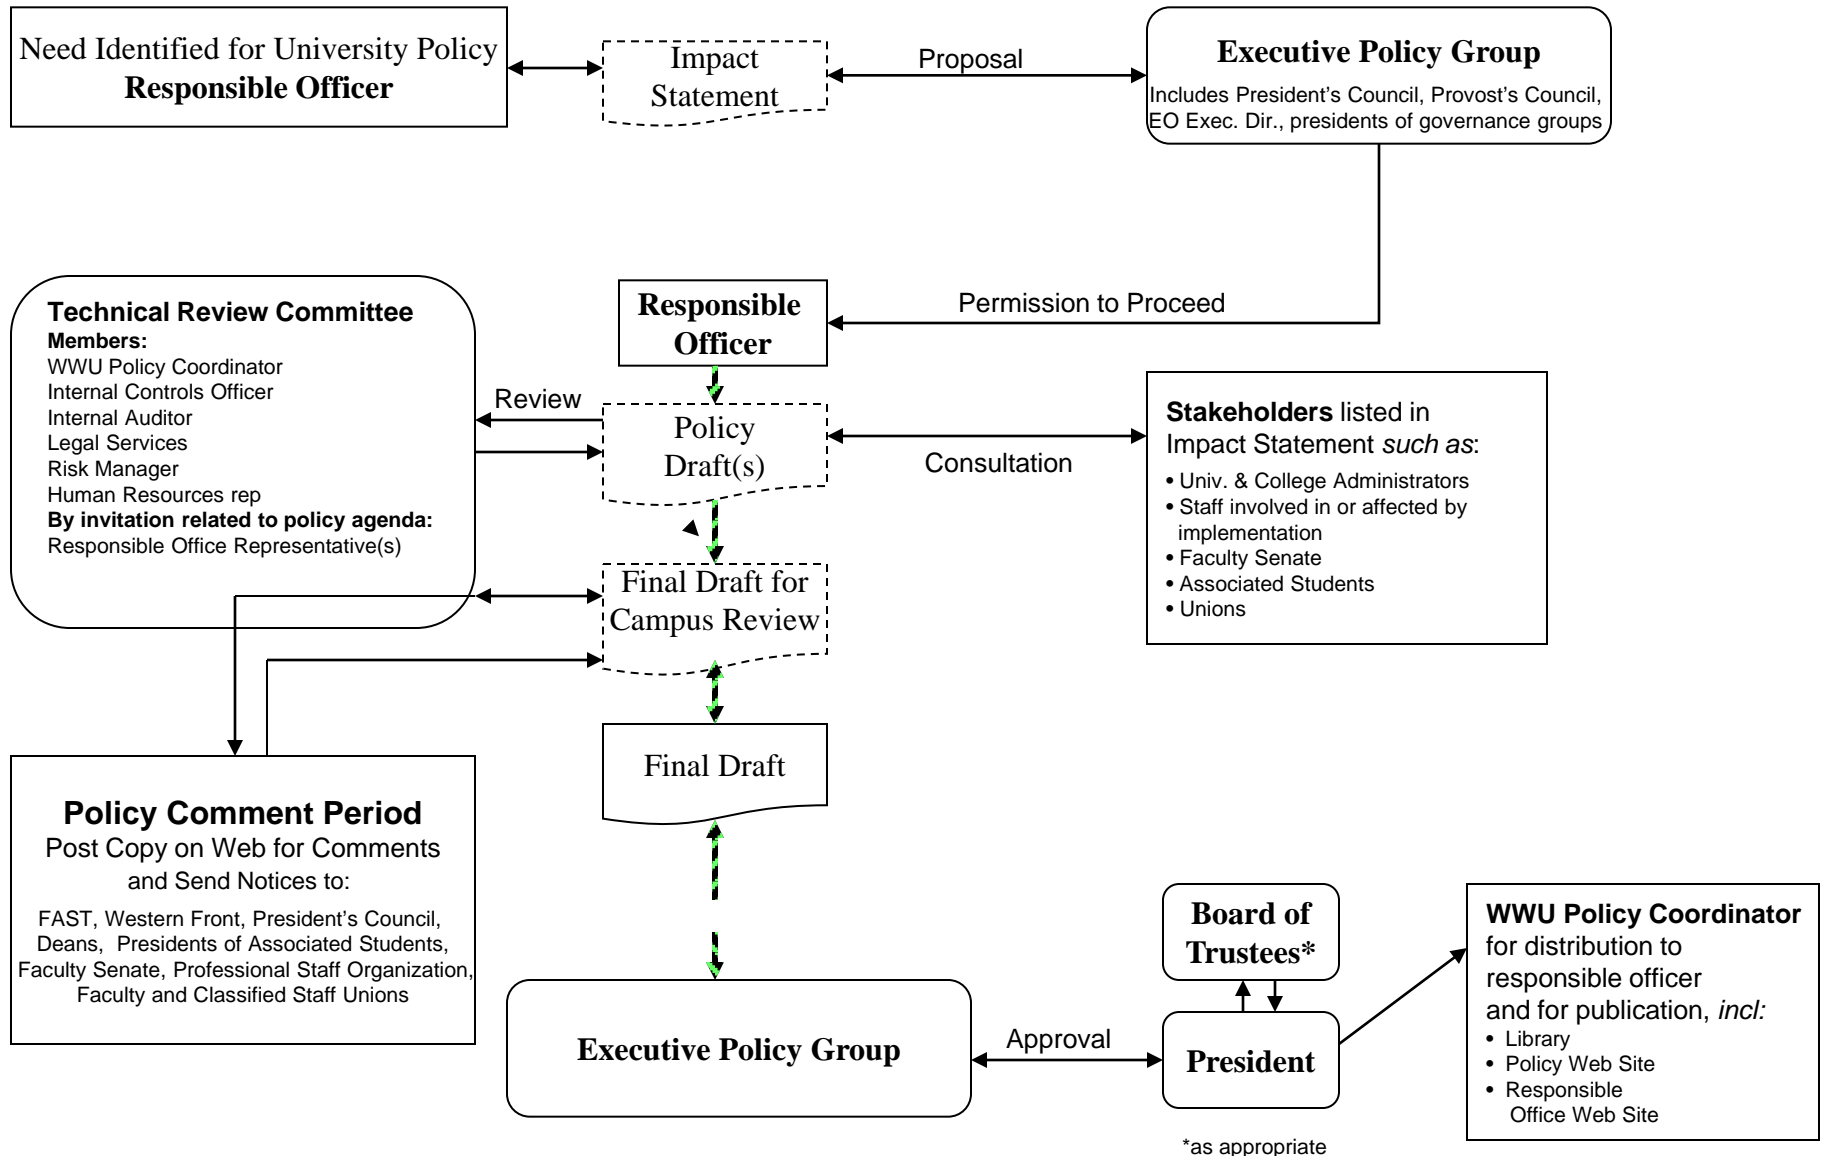 Need Identified for University Policy
Responsible Officer
Impact
Statement
Proposal
Executive Policy Group
Includes President’s Council, Provost’s Council,
EO Exec. Dir., presidents of governance groups
Technical Review Committee
Members:
WWU Policy Coordinator
Internal Controls Officer
Internal Auditor
Legal Services
Risk Manager
Human Resources rep
By invitation related to policy agenda:
Responsible Office Representative(s)
Responsible
Officer
Permission to Proceed
Review
Policy
Draft(s)
Consultation
Stakeholders listed in
Impact Statement such as:
• Univ. & College Administrators
• Staff involved in or affected by
implementation
• Faculty Senate
• Associated Students
• Unions
Final Draft for
Campus Review
Final Draft
Policy Comment Period
Post Copy on Web for Comments
and Send Notices to:
FAST, Western Front, President’s Council,
Deans, Presidents of Associated Students,
Faculty Senate, Professional Staff Organization,
Faculty and Classified Staff Unions
Executive Policy Group
Approval
Board of
Trustees*
President
*as appropriate
WWU Policy Coordinator
for distribution to
responsible officer
and for publication, incl:
• Library
• Policy Web Site
• Responsible
Office Web Site